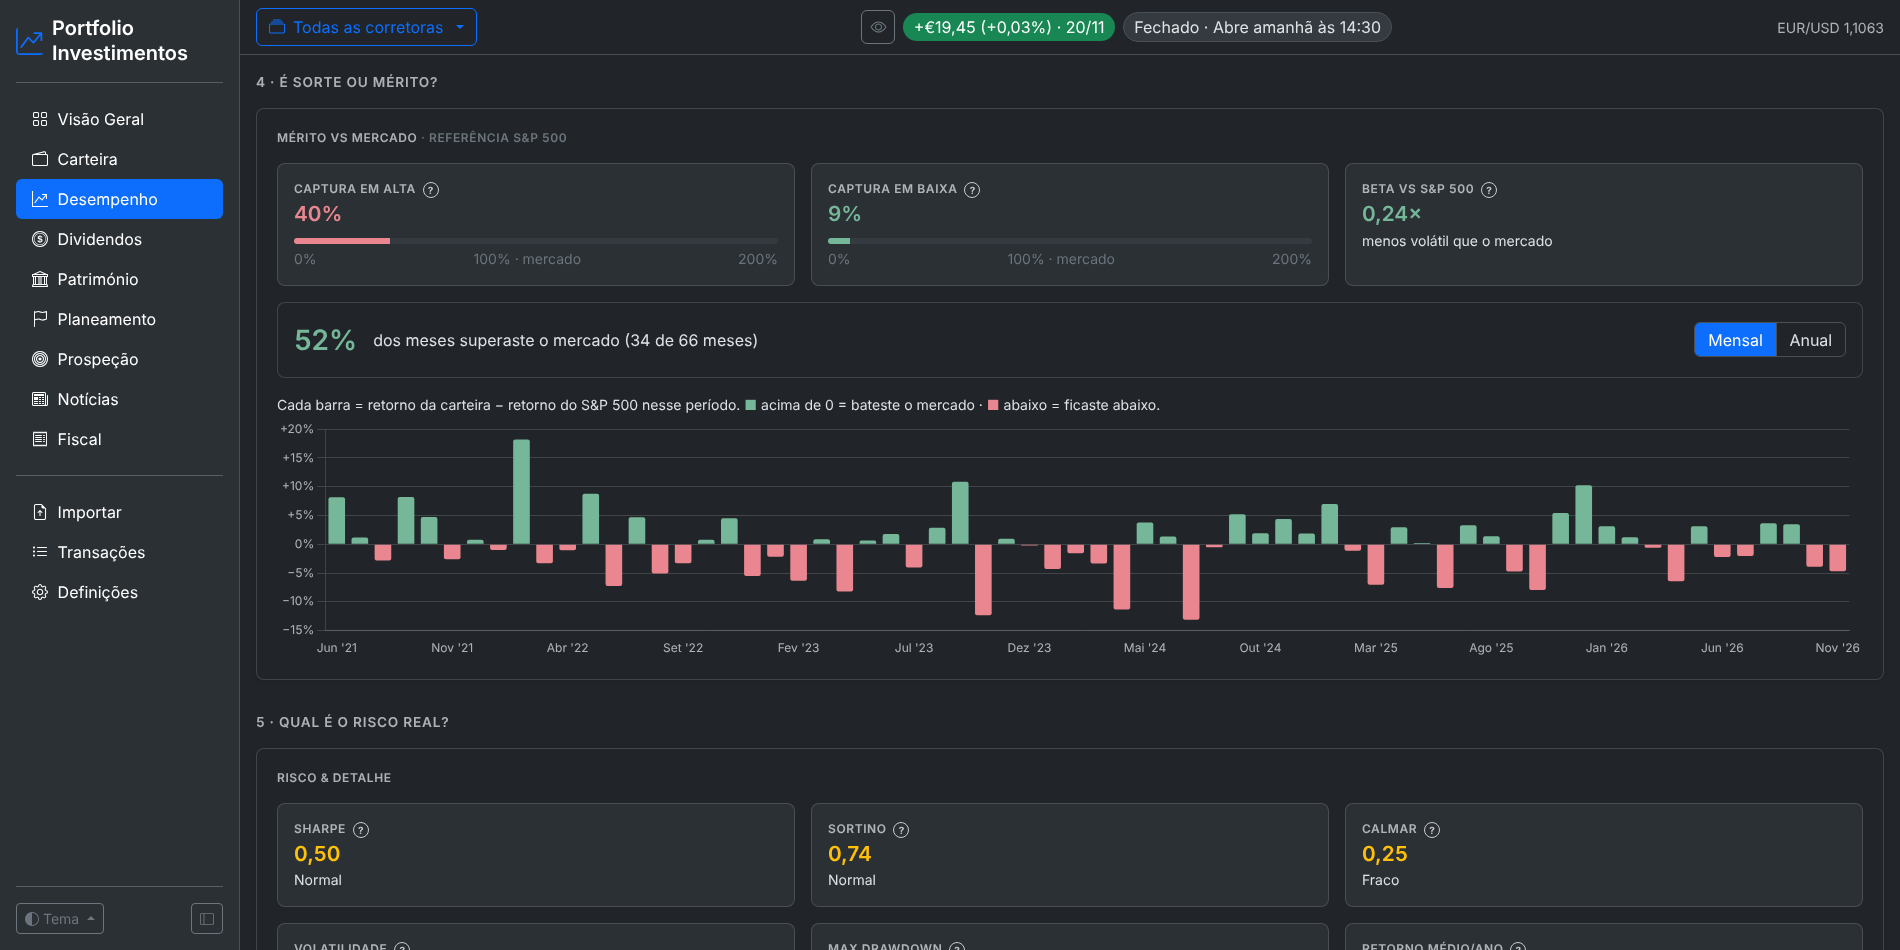 Portfolio
Investimentos
Visão Geral
Carteira
Desempenho
Dividendos
Património
Planeamento
Prospeção
Notícias
Fiscal
Importar
Transações
Definições
Tema
Todas as corretoras
+€19,45 (+0,03%) · 20/11
Fechado · Abre amanhã às 14:30
EUR/USD 1,1063
4 · É SORTE OU MÉRITO?
MÉRITO VS MERCADO · REFERÊNCIA S&P 500
CAPTURA EM ALTA ?
40%
0% 100% · mercado 200%
CAPTURA EM BAIXA ?
9%
0% 100% · mercado 200%
BETA VS S&P 500 ?
0,24×
menos volátil que o mercado
52% dos meses superaste o mercado (34 de 66 meses)
Mensal Anual
Cada barra = retorno da carteira − retorno do S&P 500 nesse período. acima de 0 = bateste o mercado · abaixo = ficaste abaixo.
+20%
+15%
+10%
+5%
0%
−5%
−10%
−15%
Jun '21 Nov '21 Abr '22 Set '22 Fev '23 Jul '23 Dez '23 Mai '24 Out '24 Mar '25 Ago '25 Jan '26 Jun '26 Nov '26
5 · QUAL É O RISCO REAL?
RISCO & DETALHE
SHARPE ?
0,50
Normal
SORTINO ?
0,74
Normal
CALMAR ?
0,25
Fraco
VOLATILIDADE ?
MAX DRAWDOWN ?
RETORNO MÉDIO/ANO ?